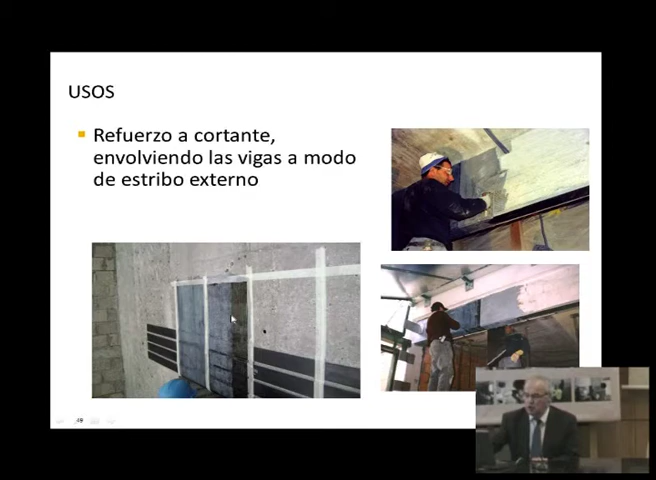 USOS
Refuerzo a cortante,
envolviendo las vigas a modo
de estribo externo